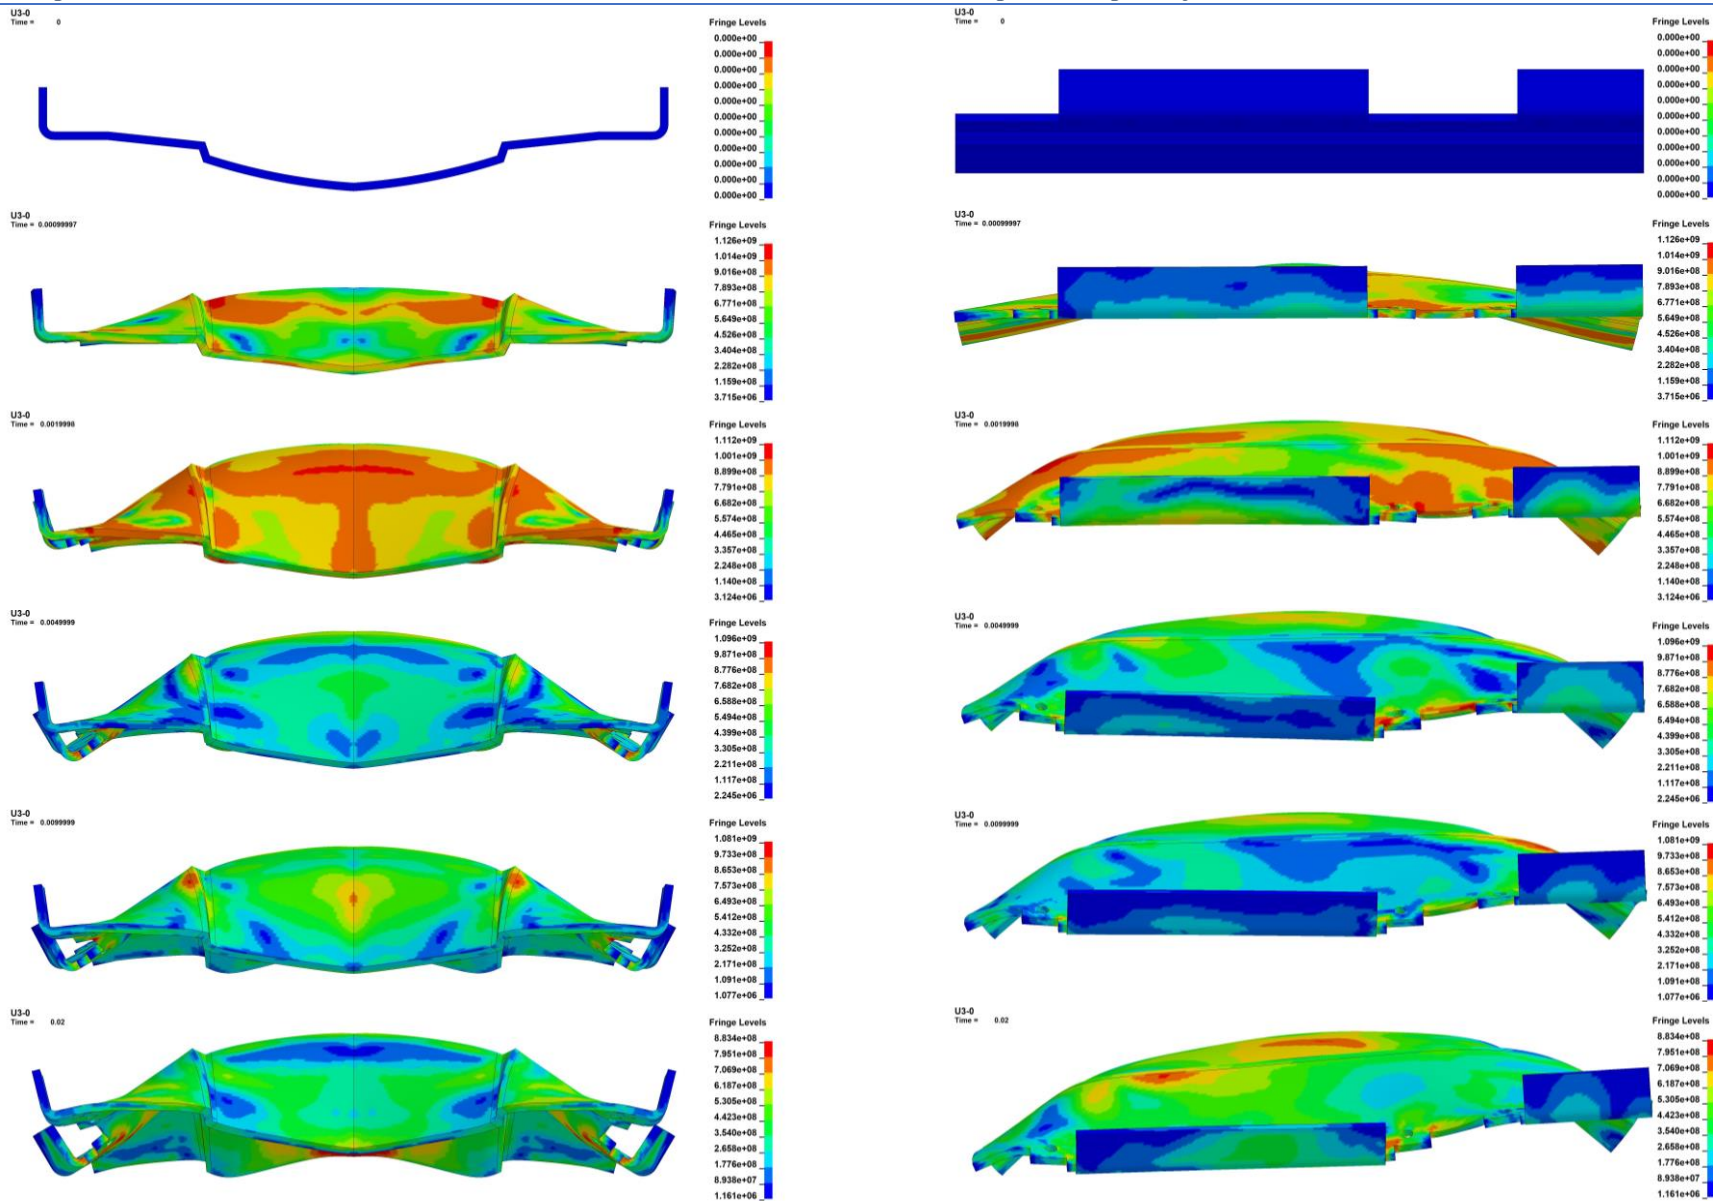 U3-0
Time = 0
Fringe Levels
0.000e+00
0.000e+00
0.000e+00
0.000e+00
0.000e+00
0.000e+00
0.000e+00
0.000e+00
0.000e+00
0.000e+00
0.000e+00
U3-0
Time = 0
Fringe Levels
0.000e+00
0.000e+00
0.000e+00
0.000e+00
0.000e+00
0.000e+00
0.000e+00
0.000e+00
0.000e+00
0.000e+00
0.000e+00
U3-0
Time = 0.00099997
Fringe Levels
1.126e+09
1.014e+09
9.016e+08
7.893e+08
6.771e+08
5.649e+08
4.526e+08
3.404e+08
2.282e+08
1.159e+08
3.715e+06
U3-0
Time = 0.00099997
Fringe Levels
1.126e+09
1.014e+09
9.016e+08
7.893e+08
6.771e+08
5.649e+08
4.526e+08
3.404e+08
2.282e+08
1.159e+08
3.715e+06
U3-0
Time = 0.0019998
Fringe Levels
1.112e+09
1.001e+09
8.899e+08
7.791e+08
6.682e+08
5.574e+08
4.465e+08
3.357e+08
2.248e+08
1.140e+08
3.124e+06
U3-0
Time = 0.0019998
Fringe Levels
1.112e+09
1.001e+09
8.899e+08
7.791e+08
6.682e+08
5.574e+08
4.465e+08
3.357e+08
2.248e+08
1.140e+08
3.124e+06
U3-0
Time = 0.0049999
Fringe Levels
1.096e+09
9.871e+08
8.776e+08
7.682e+08
6.588e+08
5.494e+08
4.399e+08
3.305e+08
2.211e+08
1.117e+08
2.245e+06
U3-0
Time = 0.0049999
Fringe Levels
1.096e+09
9.871e+08
8.776e+08
7.682e+08
6.588e+08
5.494e+08
4.399e+08
3.305e+08
2.211e+08
1.117e+08
2.245e+06
U3-0
Time = 0.0099999
Fringe Levels
1.081e+09
9.733e+08
8.653e+08
7.573e+08
6.493e+08
5.412e+08
4.332e+08
3.252e+08
2.171e+08
1.091e+08
1.077e+06
U3-0
Time = 0.0099999
Fringe Levels
1.081e+09
9.733e+08
8.653e+08
7.573e+08
6.493e+08
5.412e+08
4.332e+08
3.252e+08
2.171e+08
1.091e+08
1.077e+06
U3-0
Time = 0.02
Fringe Levels
8.834e+08
7.951e+08
7.069e+08
6.187e+08
5.305e+08
4.423e+08
3.540e+08
2.658e+08
1.776e+08
8.938e+07
1.161e+06
U3-0
Time = 0.02
Fringe Levels
8.834e+08
7.951e+08
7.069e+08
6.187e+08
5.305e+08
4.423e+08
3.540e+08
2.658e+08
1.776e+08
8.938e+07
1.161e+06